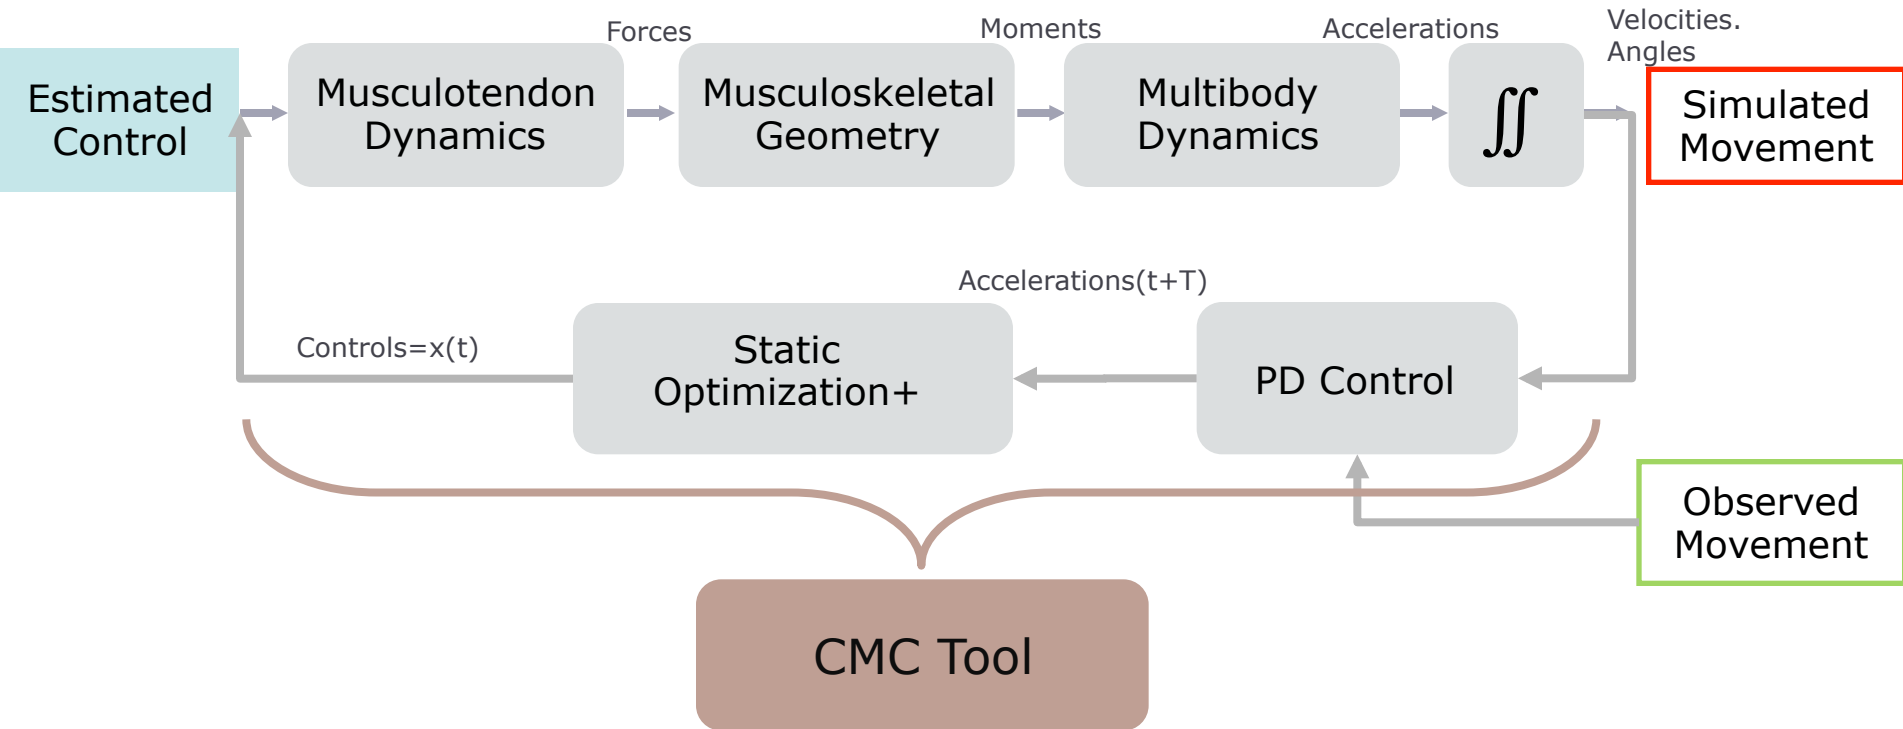 Estimated
Control
Musculotendon
Dynamics
Forces
Musculoskeletal
Geometry
Moments
Multibody
Dynamics
Accelerations
∬
Velocities.
Angles
Simulated
Movement
Accelerations(t+T)
Controls=x(t)
Static
Optimization+
PD Control
Observed
Movement
CMC Tool